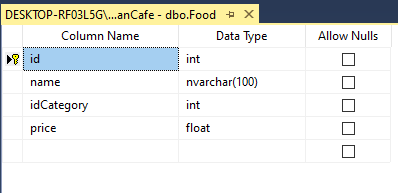 DESKTOP-RF03L5G\...anCafe - dbo.Food
Column Name Data Type Allow Nulls
id int
name nvarchar(100)
idCategory int
price float